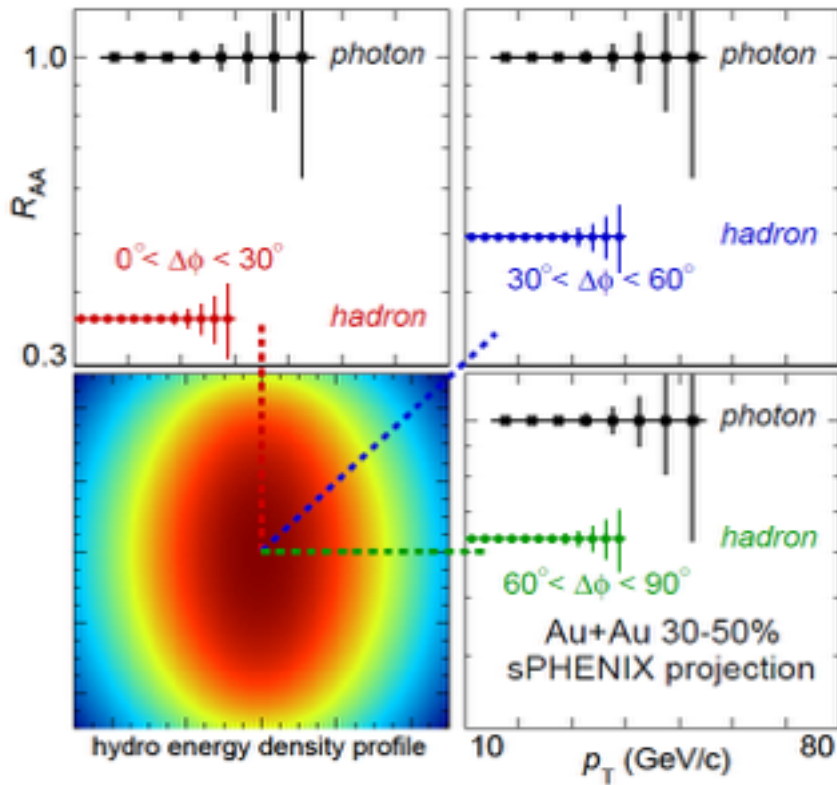 1.0
photon
photon
R_AA
0°< Δϕ < 30°
hadron
hadron
30°< Δϕ < 60°
0.3
photon
hadron
60°< Δϕ < 90°
Au+Au 30-50%
sPHENIX projection
hydro energy density profile
10
p_T (GeV/c)
80